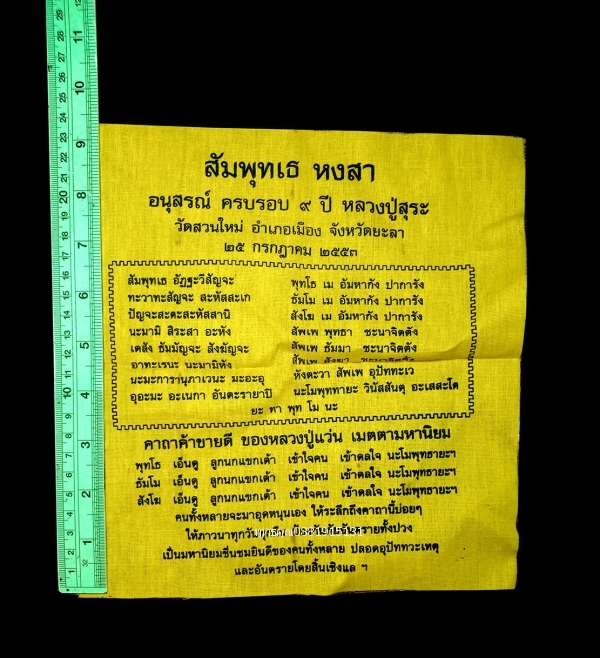 สัมพุทเธ หงสา
อนุสรณ์ ครบรอบ ๙ ปี หลวงปู่สุระ
วัดสวนใหม่ อำเภอเมือง จังหวัดยะลา
๒๕ กรกฎาคม ๒๕๕๓
สัมพุทเธ อัฏฐะวีสัญจะ
ทะวาทะสัญจะ สะหัสสะเก
ปัญจะสะตะสะหัสสานิ
นะมามิ สิระสา อะหัง
เตสัง ธัมมัญจะ สังฆัญจะ
อาทะเรนะ นะมามิหัง
นะมะการานุภาเวนะ
อเนกา อันตะรายาปิ
พุทโธ เม อัมหากัง ปาการัง
ธัมโม เม อัมหากัง ปาการัง
สังโฆ เม อัมหากัง ปาการัง
สัพเพ พุทธา ชะนาจิตตัง
สัพเพ ธัมมา ชะนาจิตตัง
สัพเพ สังฆา ชะนาจิตตัง
หังตะวา สัพเพ อุปัททะเว
นะโมพุททายะ วินัสสันตุ อะเสสะโต
ยะ ทา พุท โม นะ
คาถาค้าขายดี ของหลวงปู่แว่น เมตตามหานิยม
พุทโธ เอ็นดู ลูกนกแขกเต้า เข้าใจคน เข้าดลใจ นะโมพุทธายะฯ
ธัมโม เอ็นดู ลูกนกแขกเต้า เข้าใจคน เข้าดลใจ นะโมพุทธายะฯ
สังโฆ เอ็นดู ลูกนกแขกเต้า เข้าใจคน เข้าดลใจ นะโมพุทธายะฯ
คนทั้งหลายจะมาอุดหนุนเอง ให้ระลึกถึงคาถานี้บ่อยๆ
ให้ภาวนาทุกวัน
เป็นมหานิยมชื่นชมยินดีของคนทั้งหลาย ปลอดอุปัททวะเหตุ
และอันตรายโดยสิ้นเชิงแล ฯ